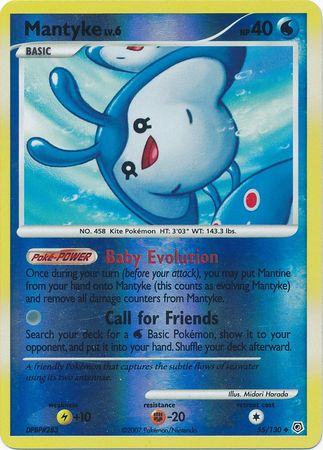 Mantyke LV.6 HP 40
BASIC
NO. 458 Kite Pokémon HT: 3'03" WT: 143.3 lbs.
Poké-POWER Baby Evolution
Once during your turn (before your attack), you may put Mantine
from your hand onto Mantyke (this counts as evolving Mantyke)
and remove all damage counters from Mantyke.
Call for Friends
Search your deck for a Basic Pokémon, show it to your
opponent, and put it into your hand. Shuffle your deck afterward.
A friendly Pokémon that captures the subtle flows of seawater
using its two antennae.
Illus. Midori Harada
weakness resistance retreat cost
+10 -20
DPBP#283 ©2007 Pokémon/Nintendo 55/130